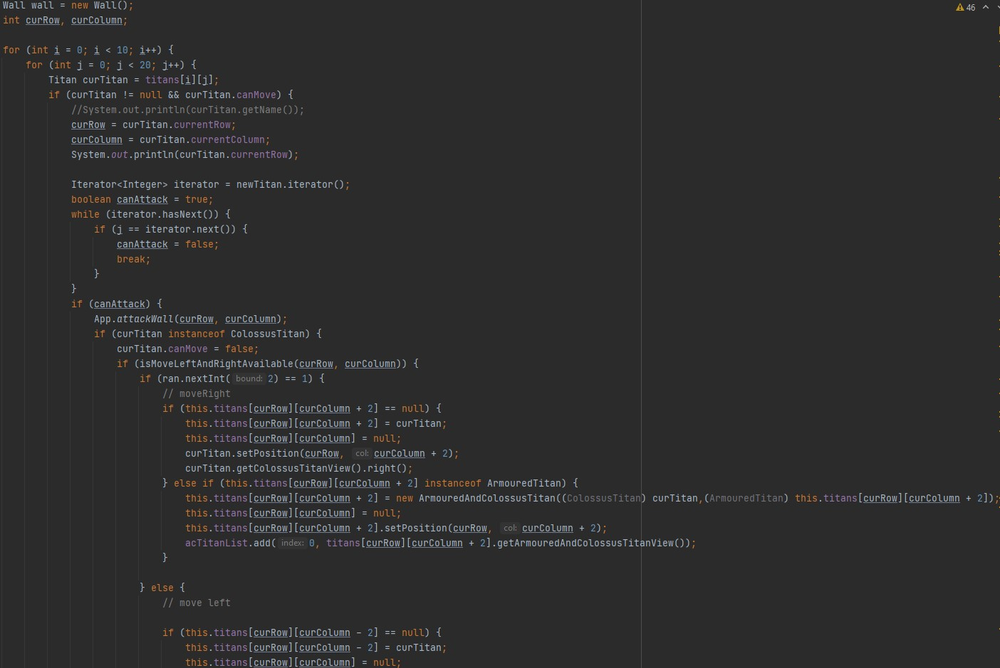 Wall wall = new Wall();
int curRow, curColumn;
for (int i = 0; i < 10; i++) {
for (int j = 0; j < 20; j++) {
Titan curTitan = titans[i][j];
if (curTitan != null && curTitan.canMove) {
//System.out.println(curTitan.getName());
curRow = curTitan.currentRow;
curColumn = curTitan.currentColumn;
System.out.println(curTitan.currentRow);
Iterator<Integer> iterator = newTitan.iterator();
boolean canAttack = true;
while (iterator.hasNext()) {
if (j == iterator.next()) {
canAttack = false;
break;
}
}
if (canAttack) {
App.attackWall(curRow, curColumn);
if (curTitan instanceof ColossusTitan) {
curTitan.canMove = false;
if (isMoveLeftAndRightAvailable(curRow, curColumn)) {
if (ran.nextInt( bound: 2) == 1) {
// moveRight
if (this.titans[curRow][curColumn + 2] == null) {
this.titans[curRow][curColumn + 2] = curTitan;
this.titans[curRow][curColumn] = null;
curTitan.setPosition(curRow, col: curColumn + 2);
curTitan.getColossusTitanView().right();
} else if (this.titans[curRow][curColumn + 2] instanceof ArmouredTitan) {
this.titans[curRow][curColumn + 2] = new ArmouredAndColossusTitan((ColossusTitan) curTitan,(ArmouredTitan) this.titans[curRow][curColumn + 2]);
this.titans[curRow][curColumn] = null;
this.titans[curRow][curColumn + 2].setPosition(curRow, col: curColumn + 2);
acTitanList.add( index: 0, titans[curRow][curColumn + 2].getArmouredAndColossusTitanView());
}
} else {
// move left
if (this.titans[curRow][curColumn - 2] == null) {
this.titans[curRow][curColumn - 2] = curTitan;
this.titans[curRow][curColumn] = null;
46